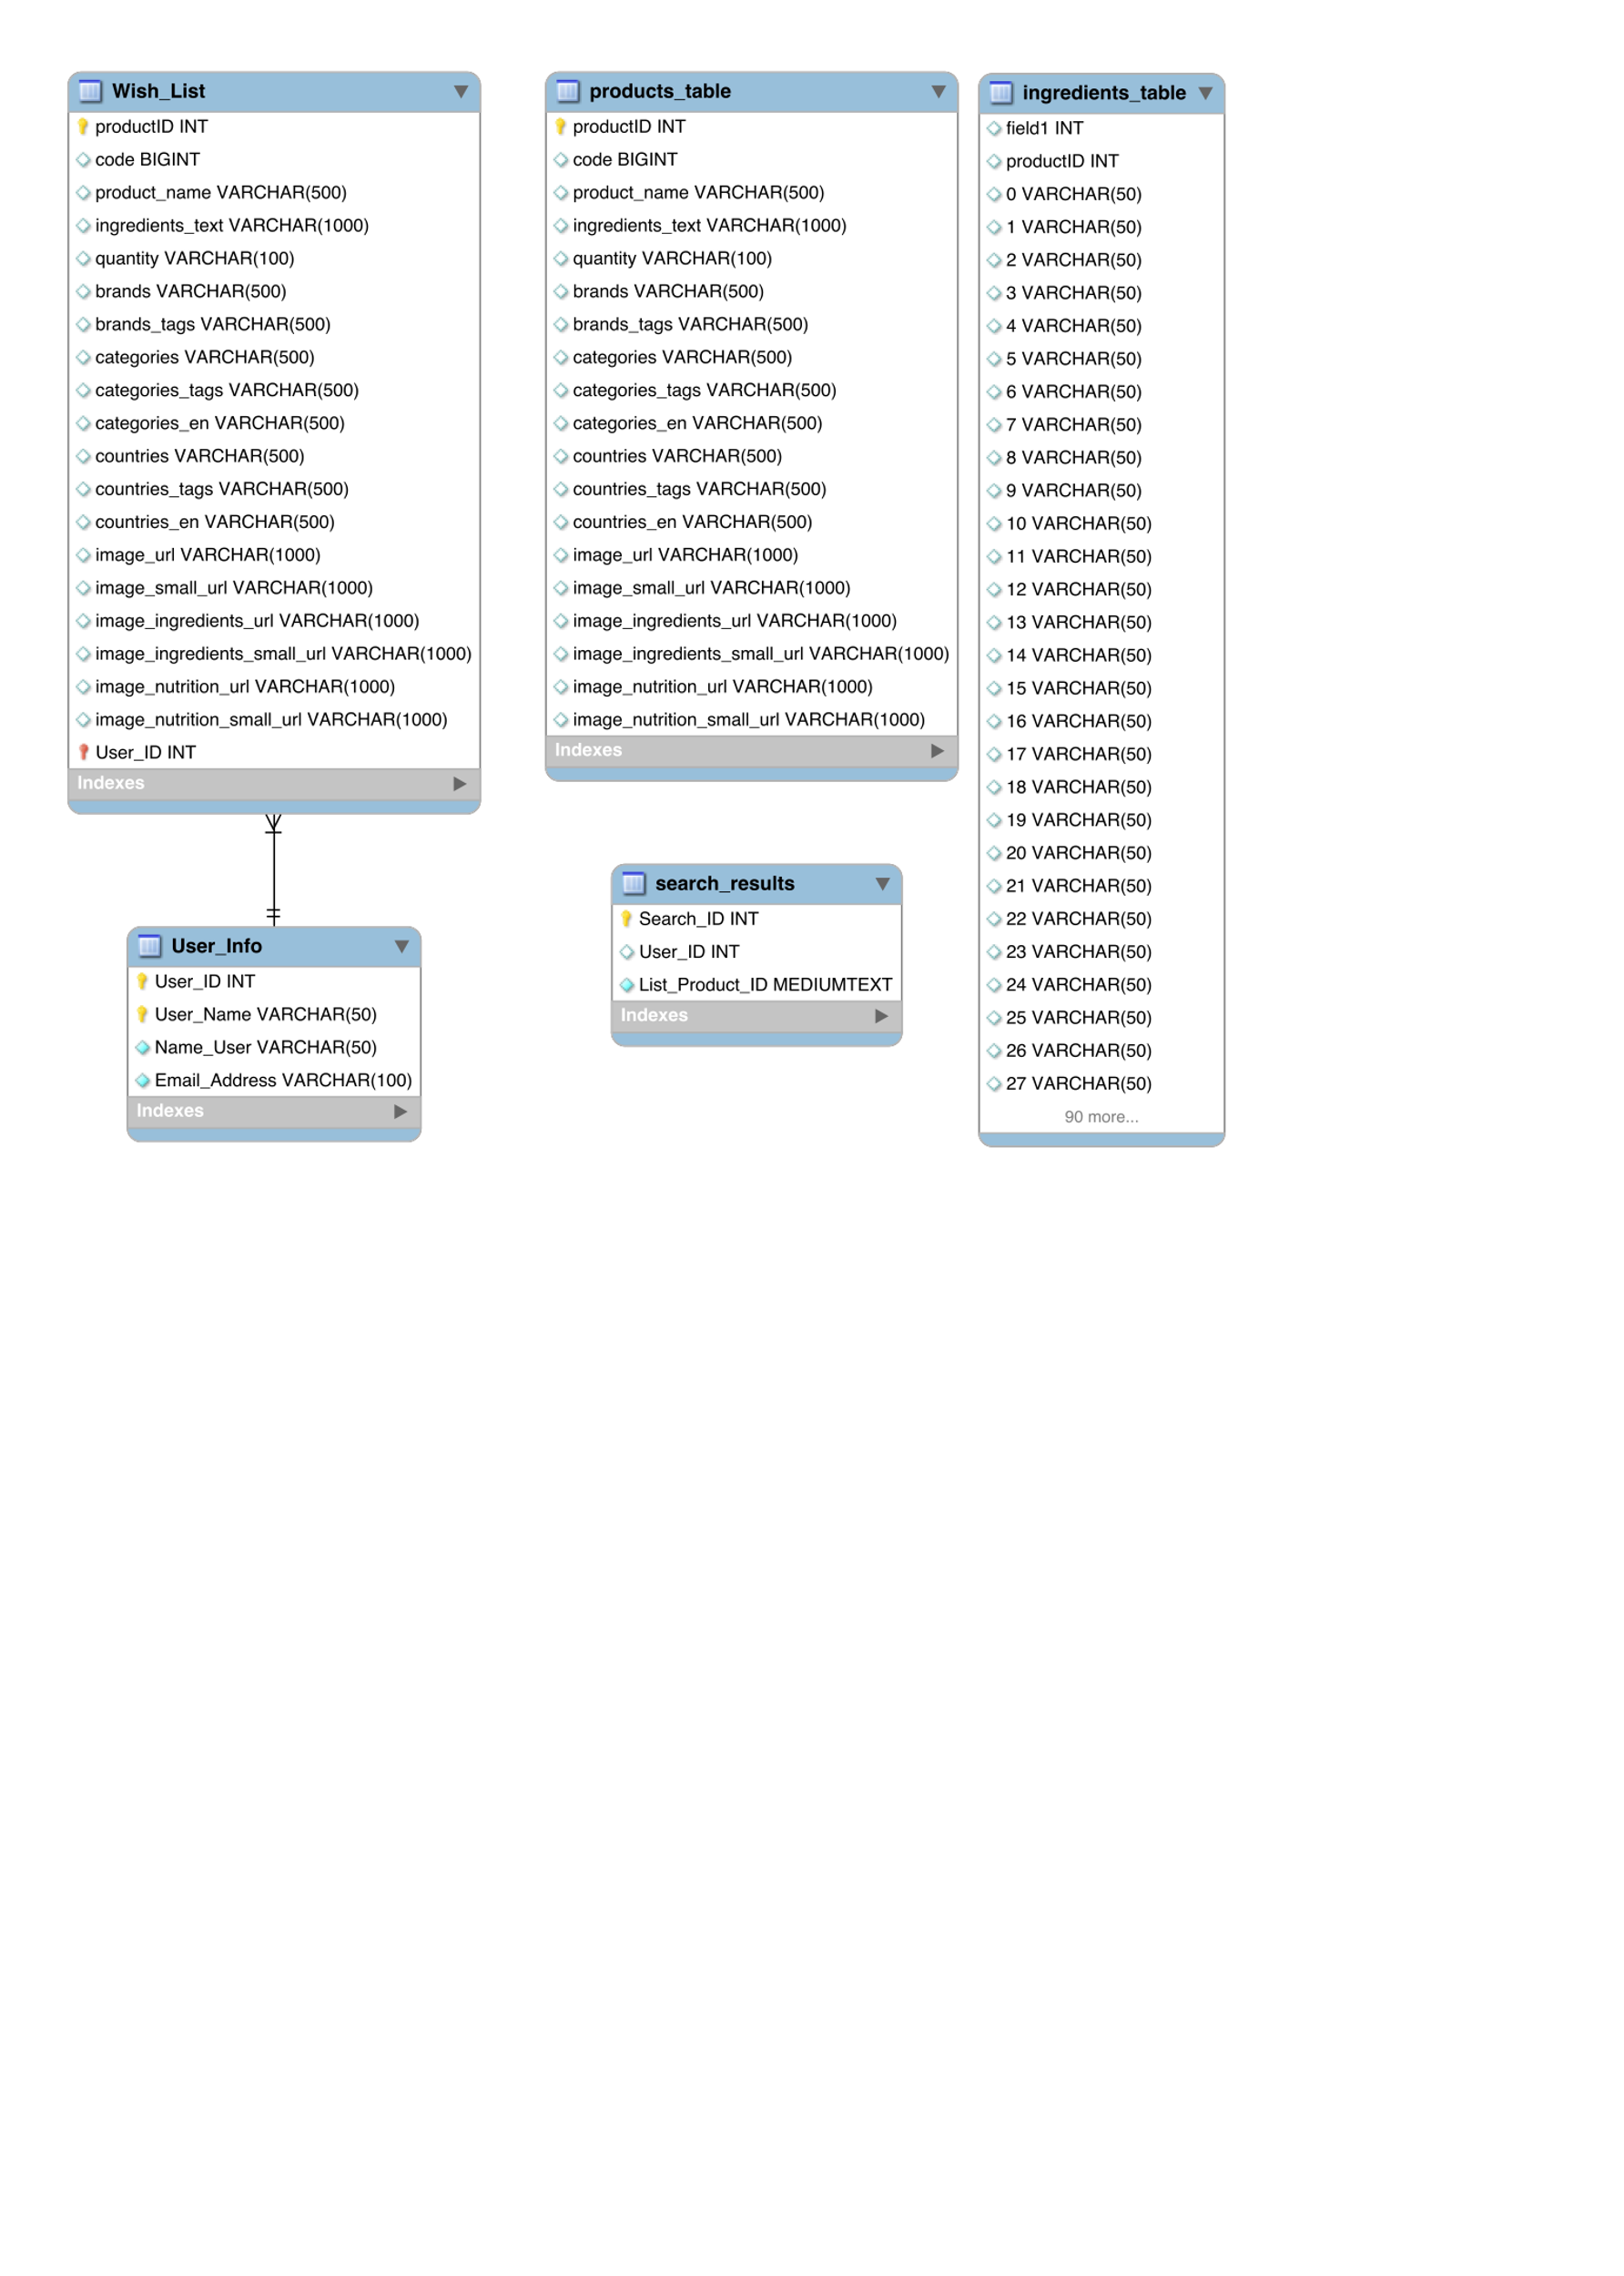 Wish_List
productID INT
code BIGINT
product_name VARCHAR(500)
ingredients_text VARCHAR(1000)
quantity VARCHAR(100)
brands VARCHAR(500)
brands_tags VARCHAR(500)
categories VARCHAR(500)
categories_tags VARCHAR(500)
categories_en VARCHAR(500)
countries VARCHAR(500)
countries_tags VARCHAR(500)
countries_en VARCHAR(500)
image_url VARCHAR(1000)
image_small_url VARCHAR(1000)
image_ingredients_url VARCHAR(1000)
image_ingredients_small_url VARCHAR(1000)
image_nutrition_url VARCHAR(1000)
image_nutrition_small_url VARCHAR(1000)
User_ID INT
Indexes
User_Info
User_ID INT
User_Name VARCHAR(50)
Name_User VARCHAR(50)
Email_Address VARCHAR(100)
Indexes
products_table
productID INT
code BIGINT
product_name VARCHAR(500)
ingredients_text VARCHAR(1000)
quantity VARCHAR(100)
brands VARCHAR(500)
brands_tags VARCHAR(500)
categories VARCHAR(500)
categories_tags VARCHAR(500)
categories_en VARCHAR(500)
countries VARCHAR(500)
countries_tags VARCHAR(500)
countries_en VARCHAR(500)
image_url VARCHAR(1000)
image_small_url VARCHAR(1000)
image_ingredients_url VARCHAR(1000)
image_ingredients_small_url VARCHAR(1000)
image_nutrition_url VARCHAR(1000)
image_nutrition_small_url VARCHAR(1000)
Indexes
search_results
Search_ID INT
User_ID INT
List_Product_ID MEDIUMTEXT
Indexes
ingredients_table
field1 INT
productID INT
0 VARCHAR(50)
1 VARCHAR(50)
2 VARCHAR(50)
3 VARCHAR(50)
4 VARCHAR(50)
5 VARCHAR(50)
6 VARCHAR(50)
7 VARCHAR(50)
8 VARCHAR(50)
9 VARCHAR(50)
10 VARCHAR(50)
11 VARCHAR(50)
12 VARCHAR(50)
13 VARCHAR(50)
14 VARCHAR(50)
15 VARCHAR(50)
16 VARCHAR(50)
17 VARCHAR(50)
18 VARCHAR(50)
19 VARCHAR(50)
20 VARCHAR(50)
21 VARCHAR(50)
22 VARCHAR(50)
23 VARCHAR(50)
24 VARCHAR(50)
25 VARCHAR(50)
26 VARCHAR(50)
27 VARCHAR(50)
90 more...